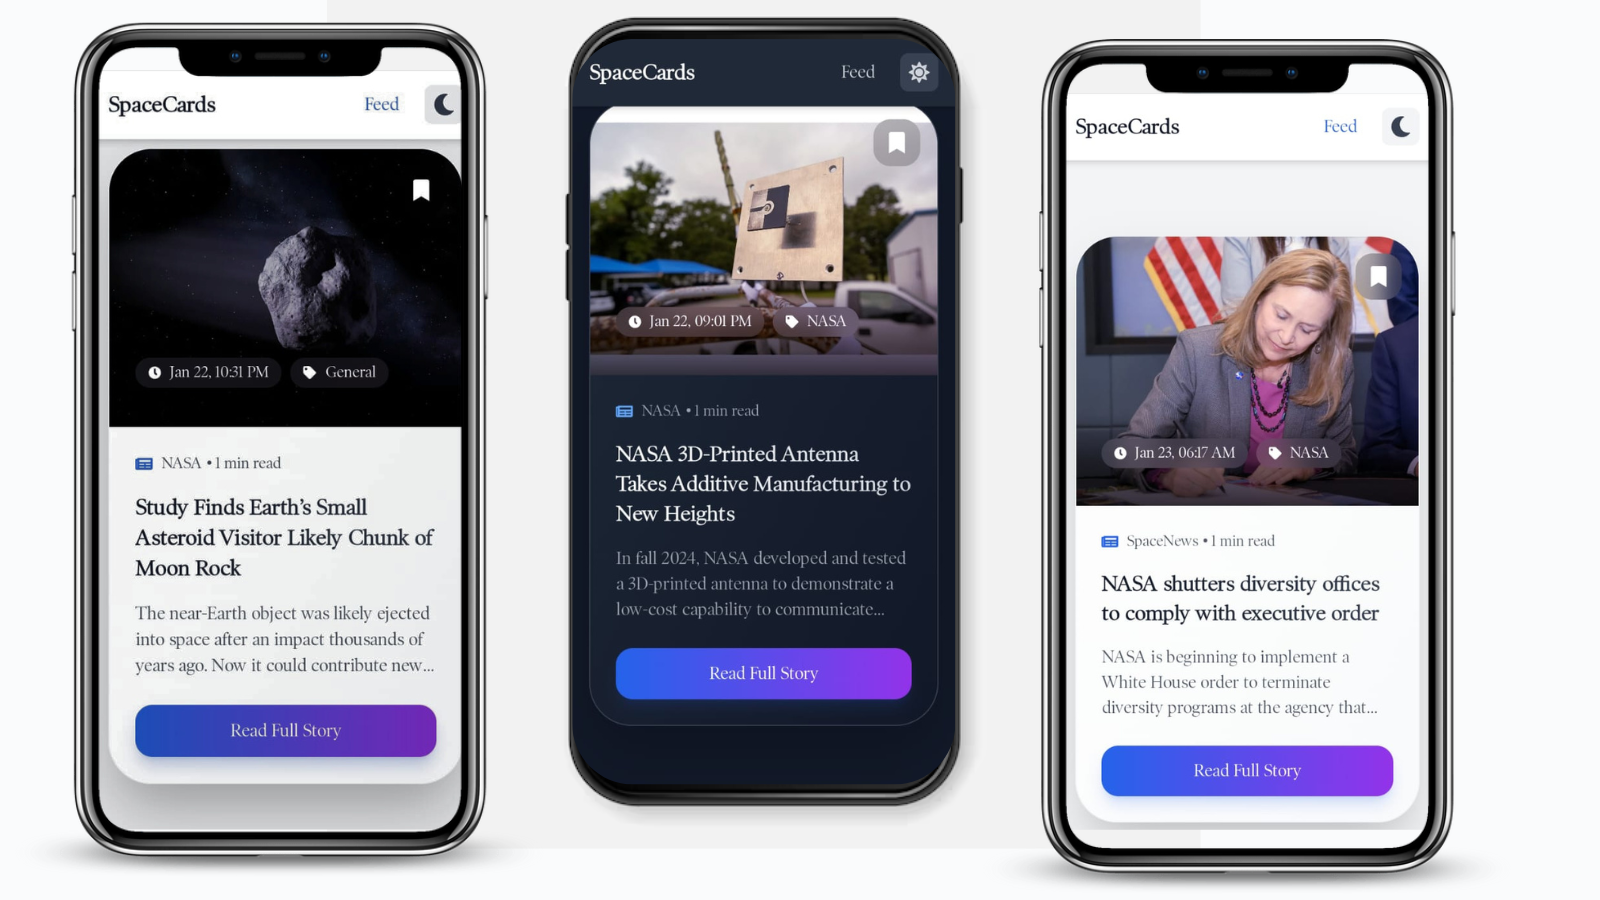 SpaceCards
Feed
Jan 22, 10:31 PM
General
NASA • 1 min read
Study Finds Earth’s Small
Asteroid Visitor Likely Chunk of
Moon Rock
The near-Earth object was likely ejected
into space after an impact thousands of
years ago. Now it could contribute new...
Read Full Story
SpaceCards
Feed
Jan 22, 09:01 PM
NASA
NASA • 1 min read
NASA 3D-Printed Antenna
Takes Additive Manufacturing to
New Heights
In fall 2024, NASA developed and tested
a 3D-printed antenna to demonstrate a
low-cost capability to communicate...
Read Full Story
SpaceCards
Feed
Jan 23, 06:17 AM
NASA
SpaceNews • 1 min read
NASA shutters diversity offices
to comply with executive order
NASA is beginning to implement a
White House order to terminate
diversity programs at the agency that...
Read Full Story